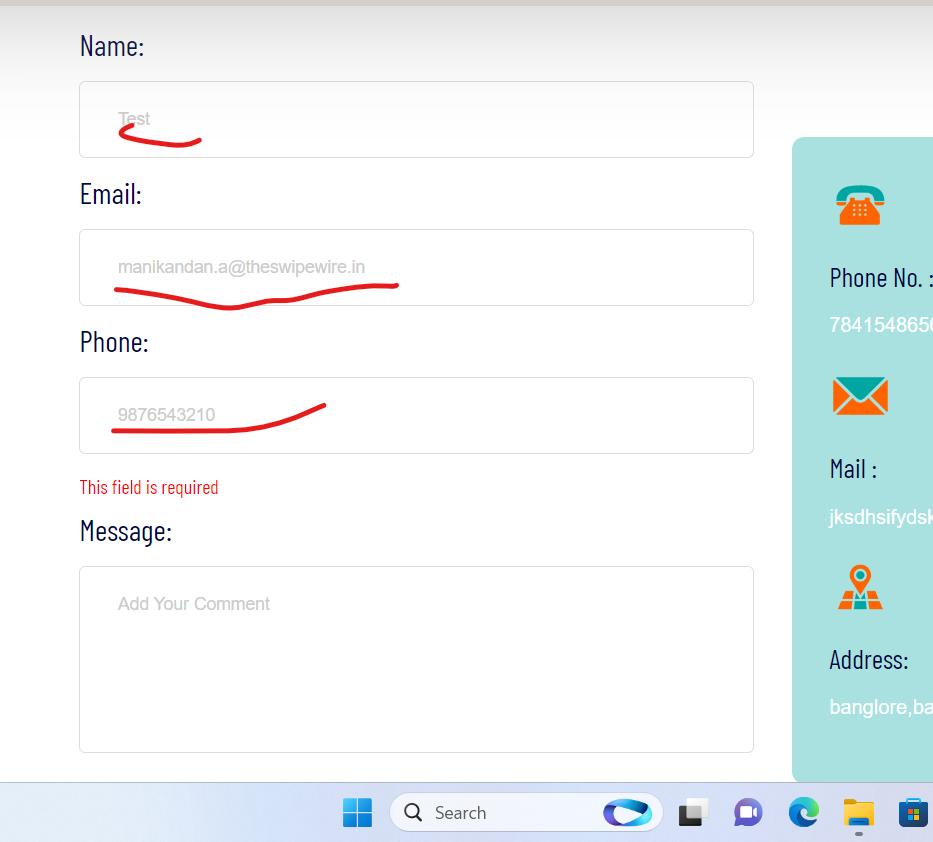 Name:
Test
Email:
manikandan.a@theswipewire.in
Phone:
9876543210
This field is required
Message:
Add Your Comment
Phone No. :
784154865
Mail :
jksdhsifydsk
Address:
banglore,ba
Search